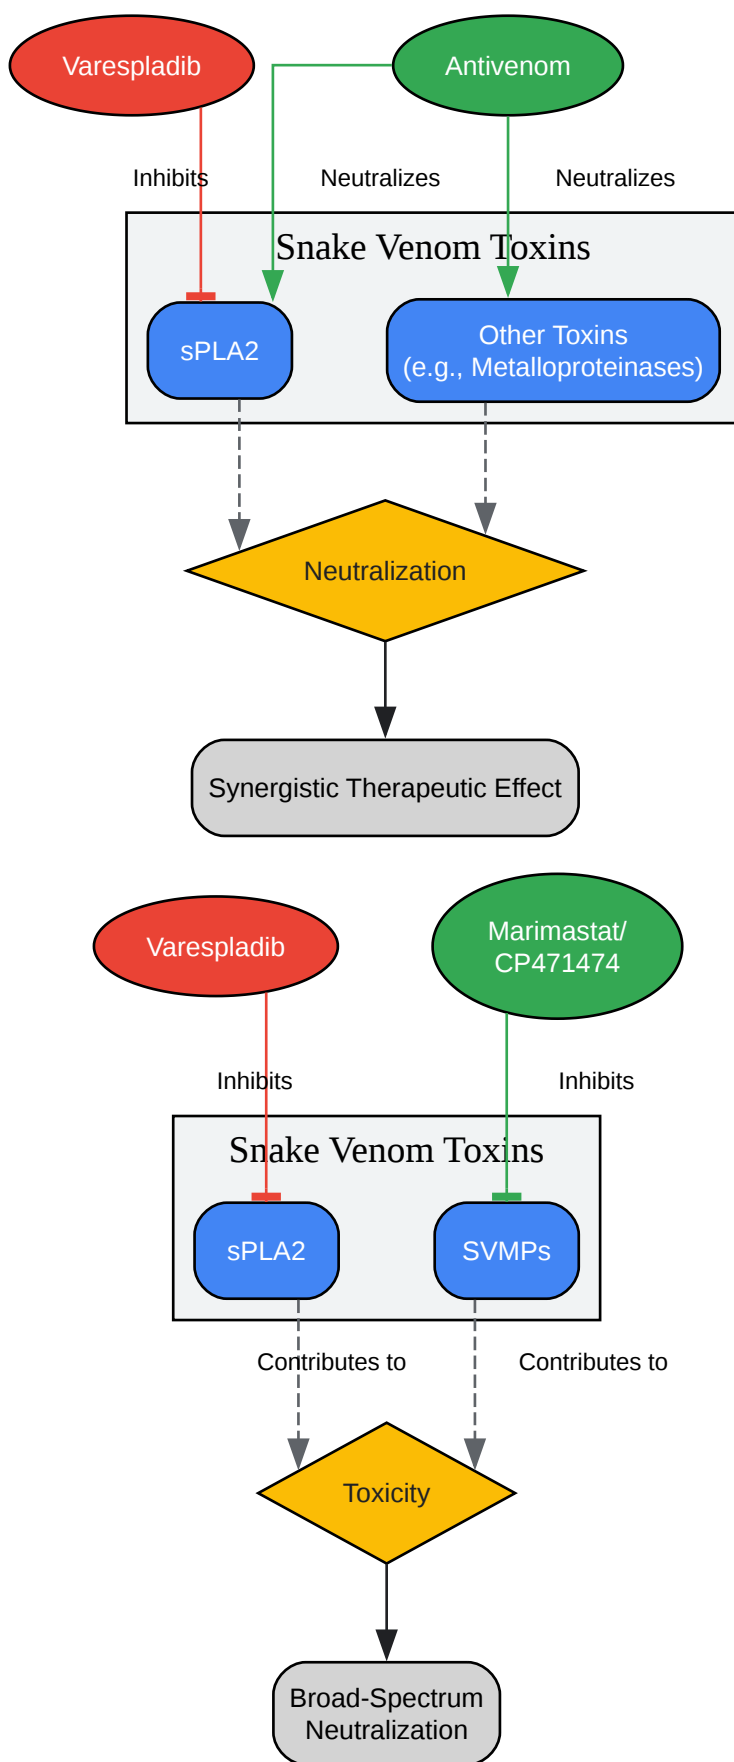 Varespladib
Antivenom
Inhibits
Neutralizes
Neutralizes
Snake Venom Toxins
sPLA2
Other Toxins
(e.g., Metalloproteinases)
Neutralization
Synergistic Therapeutic Effect
Varespladib
Marimastat/
CP471474
Inhibits
Inhibits
Snake Venom Toxins
sPLA2
SVMPs
Contributes to
Contributes to
Toxicity
Broad-Spectrum
Neutralization